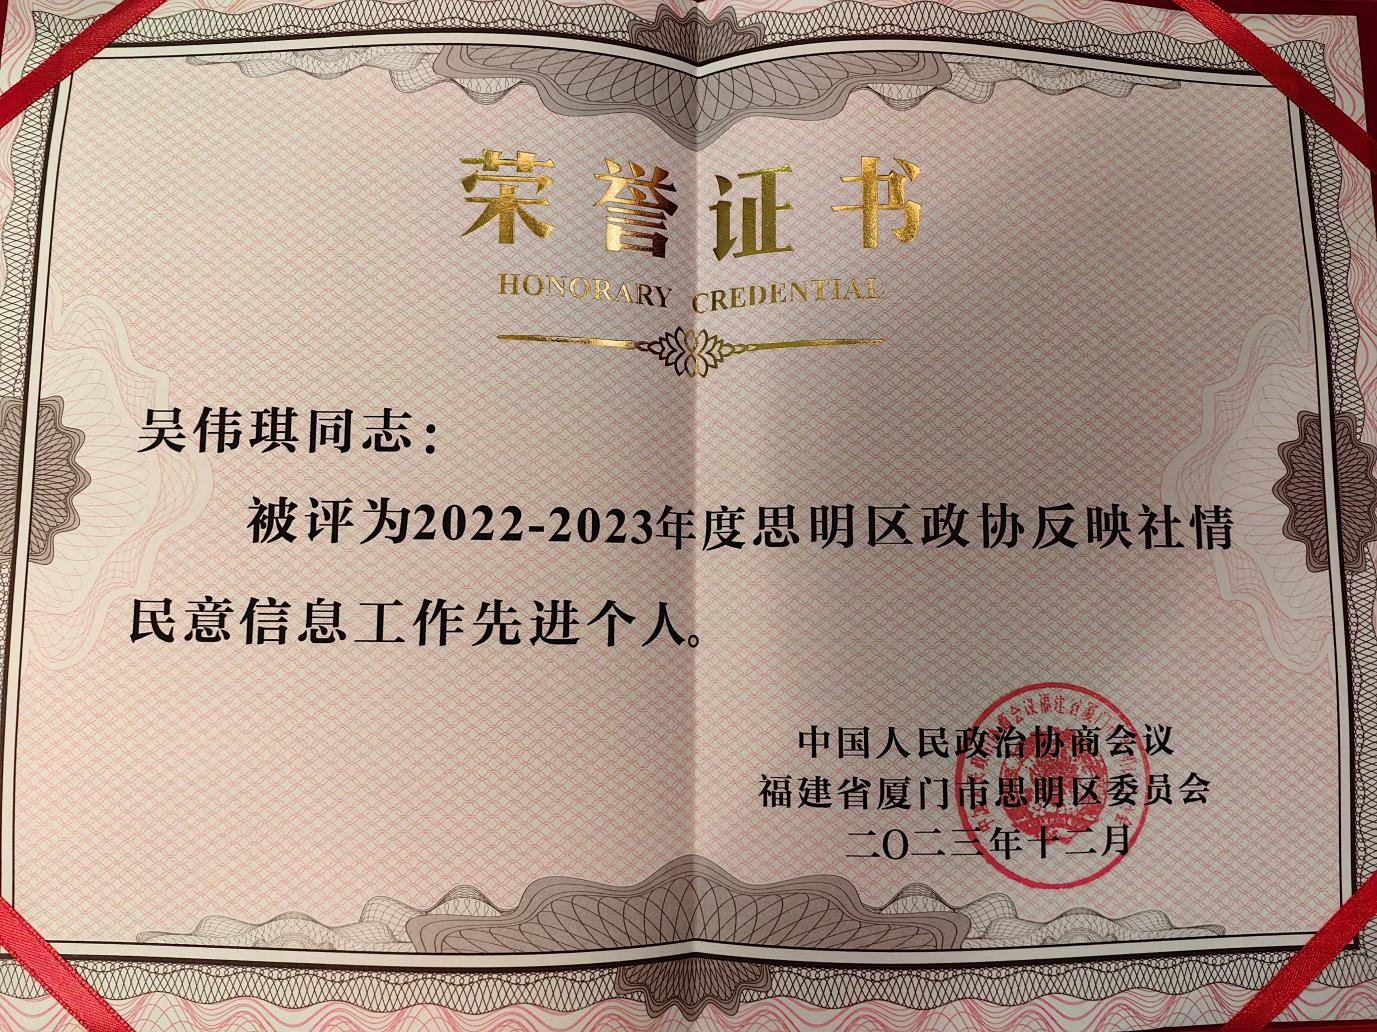 荣誉证书
HONORARY CREDENTIAL
吴伟琪同志：
被评为2022-2023年度思明区政协反映社情
民意信息工作先进个人。
中国人民政治协商会议
福建省厦门市思明区委员会
二〇二三年十二月